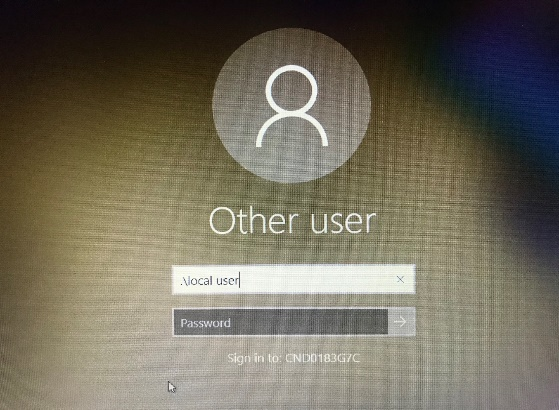 Other user
.\local user
Password
Sign in to: CND0183G7C